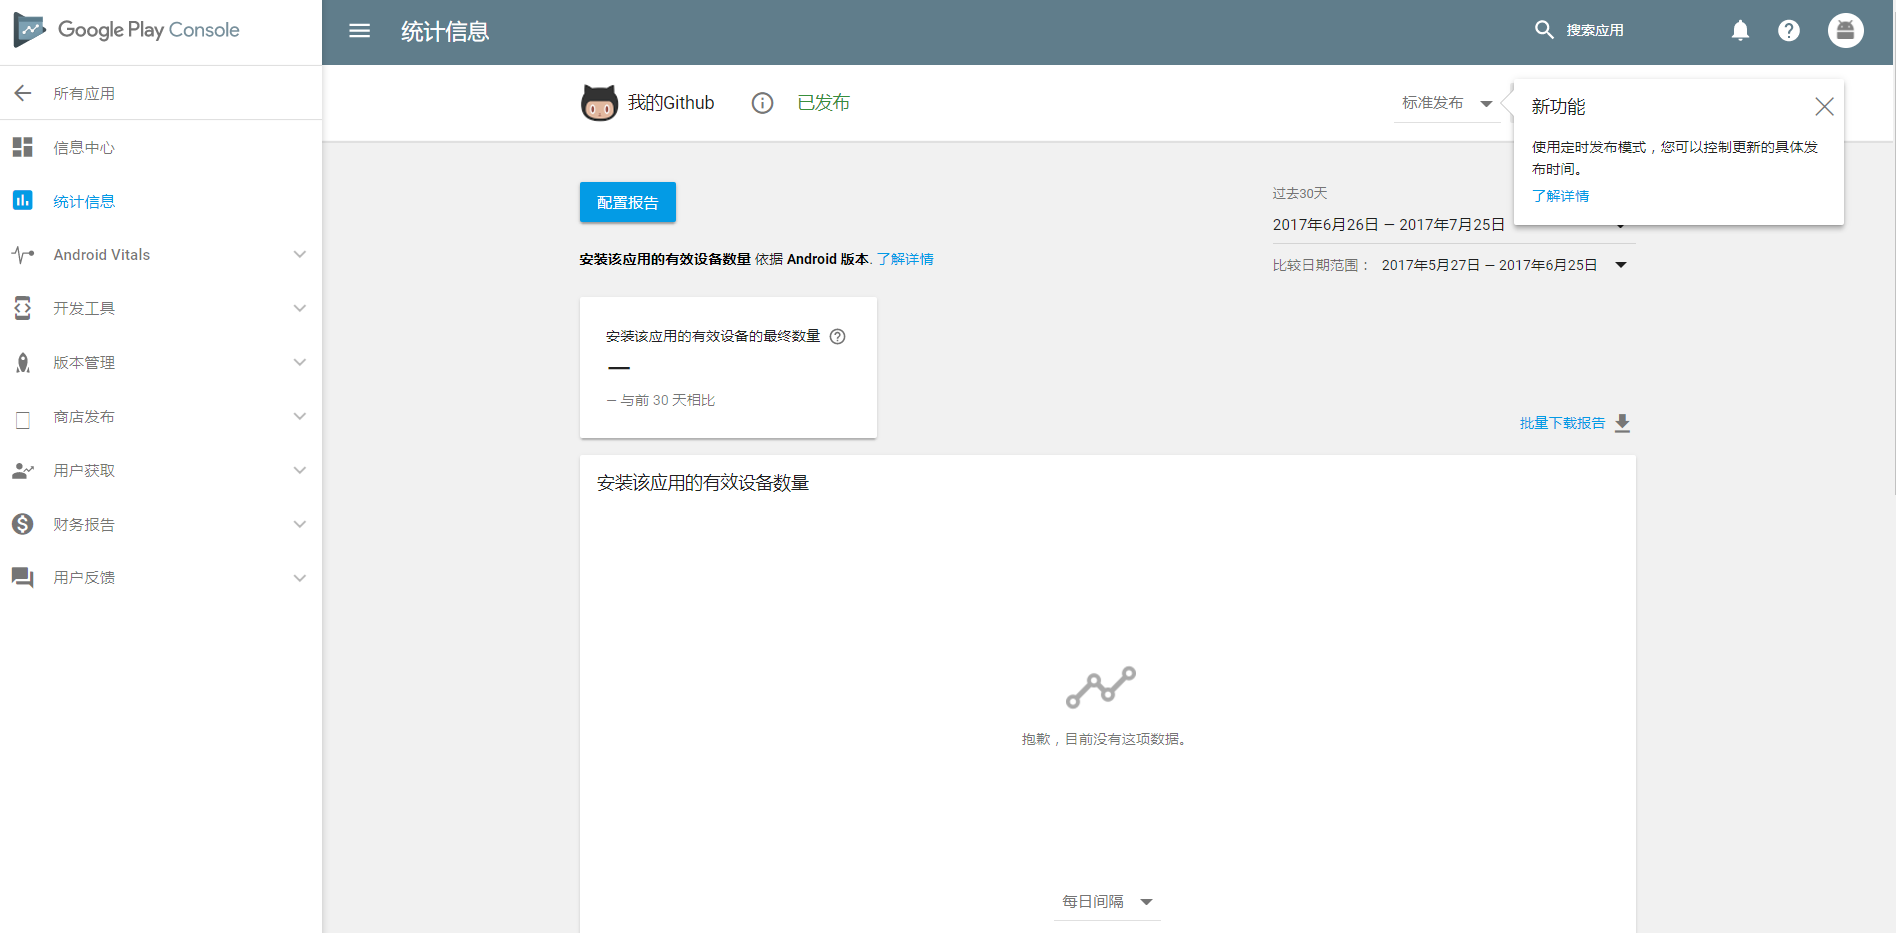 Google Play Console
统计信息
搜索应用
所有应用
信息中心
统计信息
Android Vitals
开发工具
版本管理
商店发布
用户获取
财务报告
用户反馈
我的Github
已发布
标准发布
新功能
使用定时发布模式，您可以控制更新的具体发
布时间。
了解详情
配置报告
过去30天
2017年6月26日 – 2017年7月25日
安装该应用的有效设备数量 依据 Android 版本. 了解详情
比较日期范围： 2017年5月27日 – 2017年6月25日
安装该应用的有效设备的最终数量
—
– 与前 30 天相比
批量下载报告
安装该应用的有效设备数量
抱歉，目前没有这项数据。
每日间隔